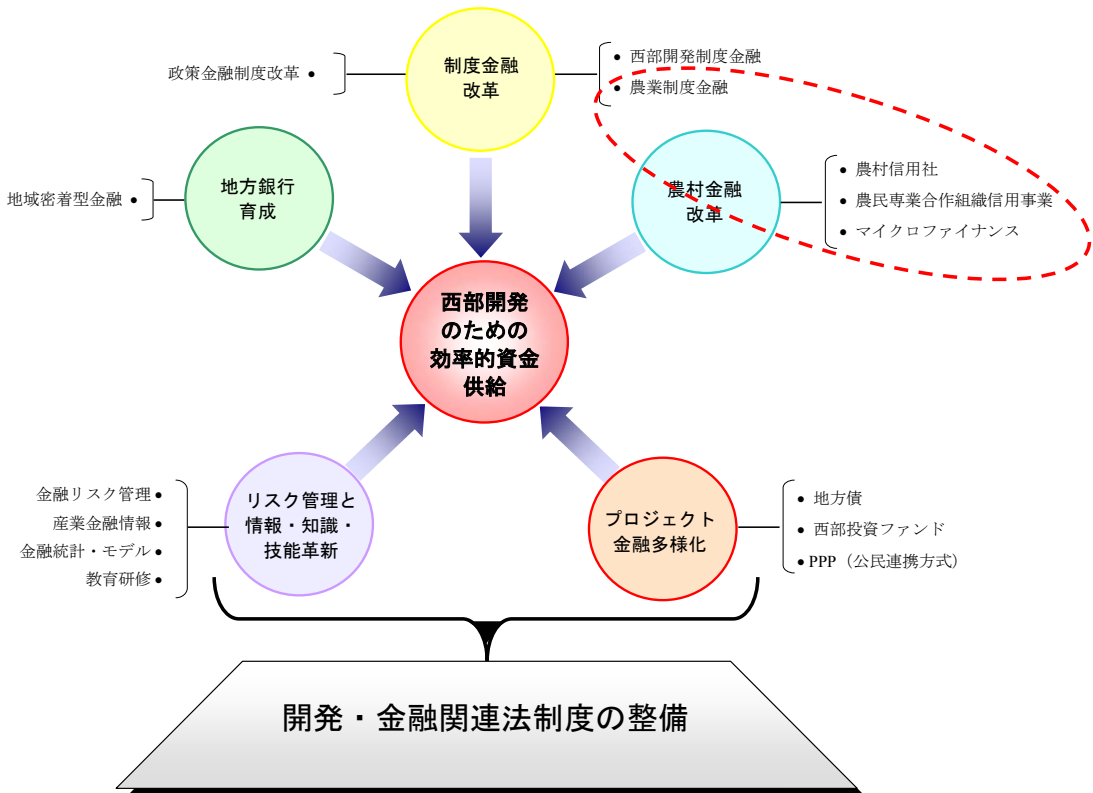 政策金融制度改革 •
制度金融
改革
• 西部開発制度金融
• 農業制度金融
地域密着型金融 •
地方銀行
育成
農村金融
改革
• 農村信用社
• 農民専業合作組織信用事業
• マイクロファイナンス
西部開発
のための
効率的資金
供給
金融リスク管理 •
産業金融情報 •
金融統計・モデル •
教育研修 •
リスク管理と
情報・知識・
技能革新
プロジェクト
金融多様化
• 地方債
• 西部投資ファンド
• PPP（公民連携方式）
開発・金融関連法制度の整備